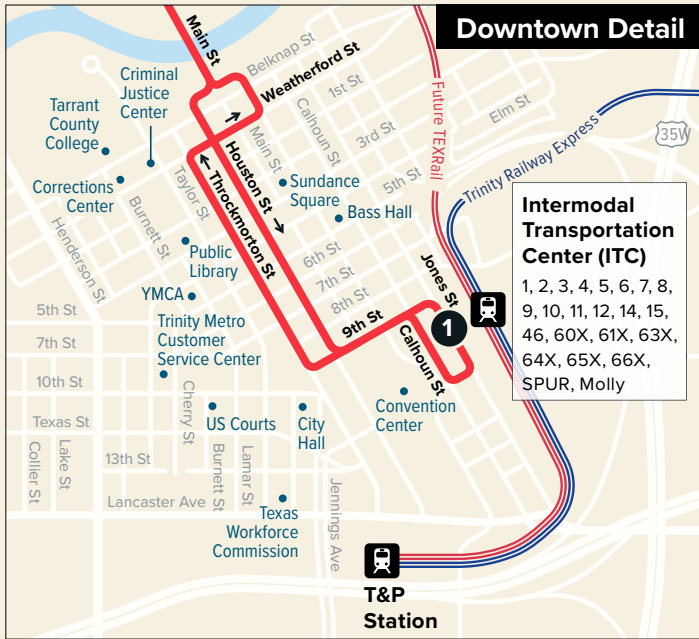 Downtown Detail
Main St
Belknap St
Weatherford St
Criminal
Justice
Center
Tarrant
County
College
1st St
Calhoun St
3rd St
Elm St
Future TEXRail
Trinity Railway Express
35W
Main St
Houston St
5th St
Corrections
Center
Sundance
Square
Bass Hall
Taylor St
Throckmorton St
Burnett St
Henderson St
Public
Library
6th St
7th St
8th St
Intermodal
Transportation
Center (ITC)
1, 2, 3, 4, 5, 6, 7, 8,
9, 10, 11, 12, 14, 15,
46, 60X, 61X, 63X,
64X, 65X, 66X,
SPUR, Molly
YMCA
5th St
Trinity Metro
Customer
Service Center
7th St
9th St
Jones St
1
Calhoun St
10th St
Cherry St
US Courts
City
Hall
Convention
Center
Texas St
Collier St
Lake St
13th St
Burnett St
Lamar St
Jennings Ave
Lancaster Ave
Texas
Workforce
Commission
T&P
Station